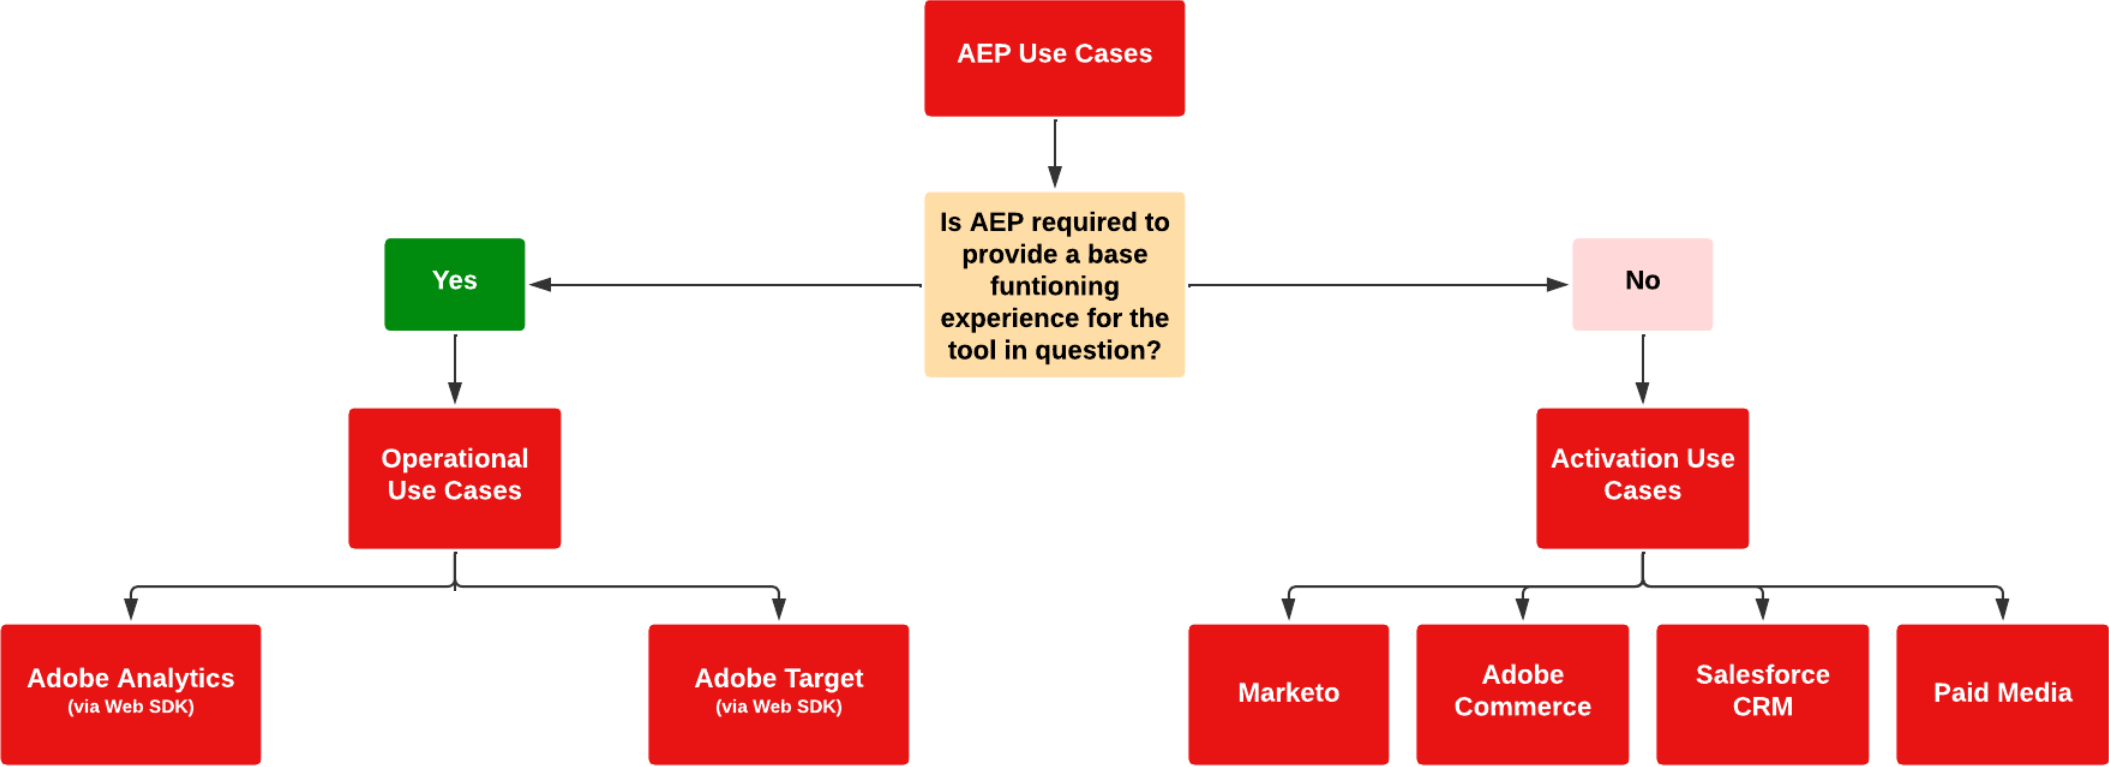 AEP Use Cases
Is AEP required to
provide a base
funtioning
experience for the
tool in question?
Yes
No
Operational
Use Cases
Activation Use
Cases
Adobe Analytics
(via Web SDK)
Adobe Target
(via Web SDK)
Marketo
Adobe
Commerce
Salesforce
CRM
Paid Media